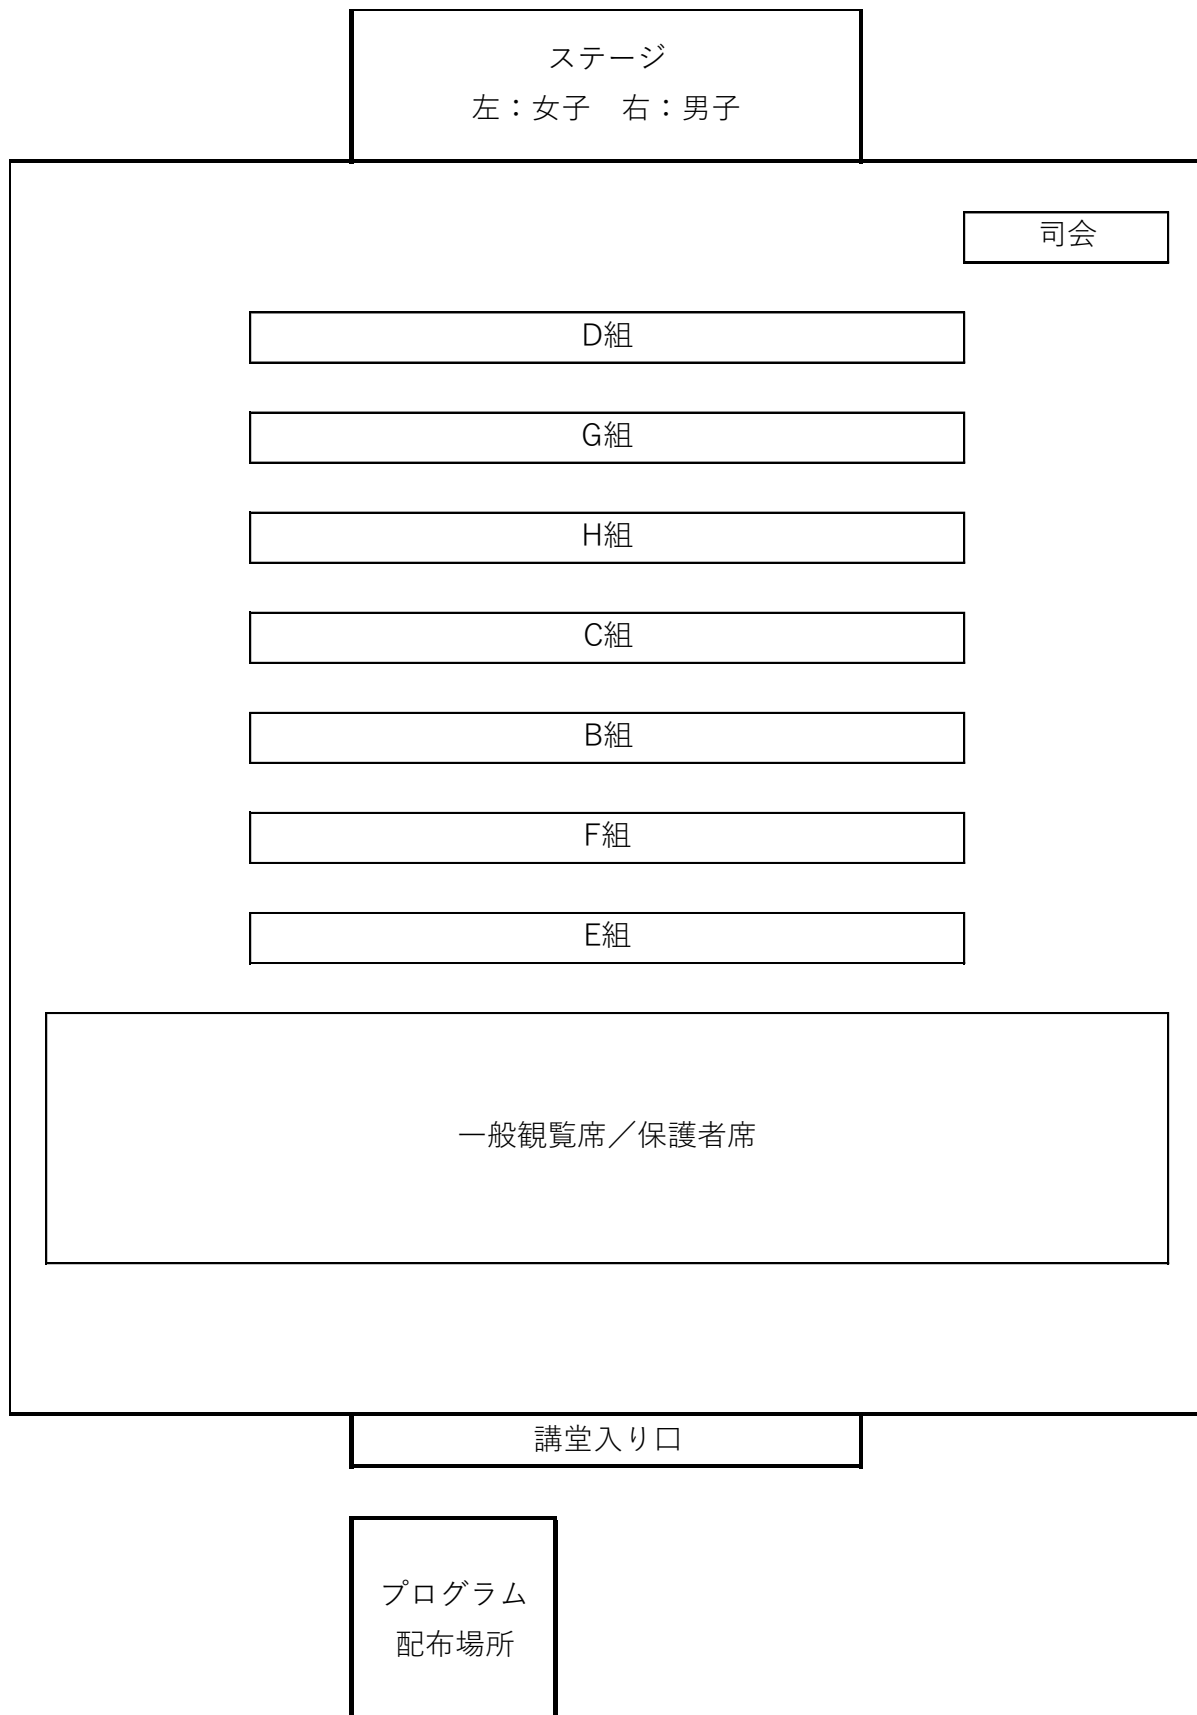 ステージ
左：女子　右：男子
司会
D組
G組
H組
C組
B組
F組
E組
一般観覧席／保護者席
講堂入り口
プログラム
配布場所